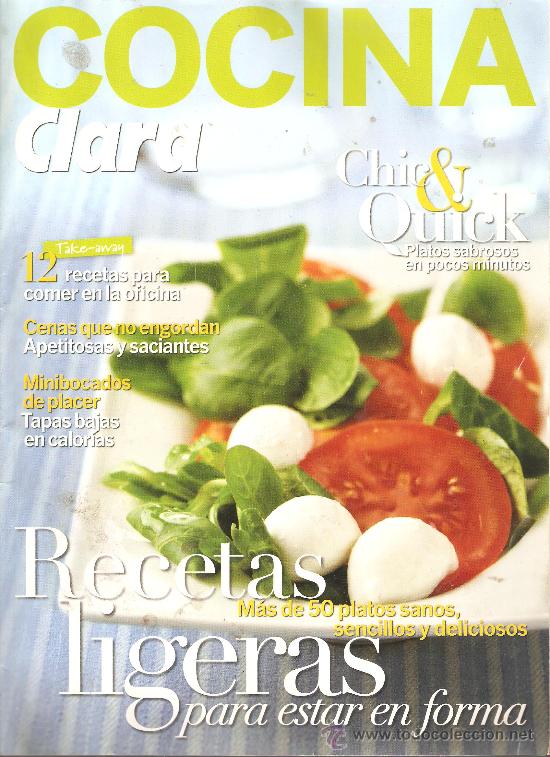 COCINA
Clara
Chic &
Quick
Platos sabrosos
en pocos minutos
Take-away
12 recetas para
comer en la oficina
Cenas que no engordan
Apetitosas y saciantes
Minibocados
de placer
Tapas bajas
en calorías
Recetas
Más de 50 platos sanos,
sencillos y deliciosos
ligeras
para estar en forma
www.todocoleccion.net